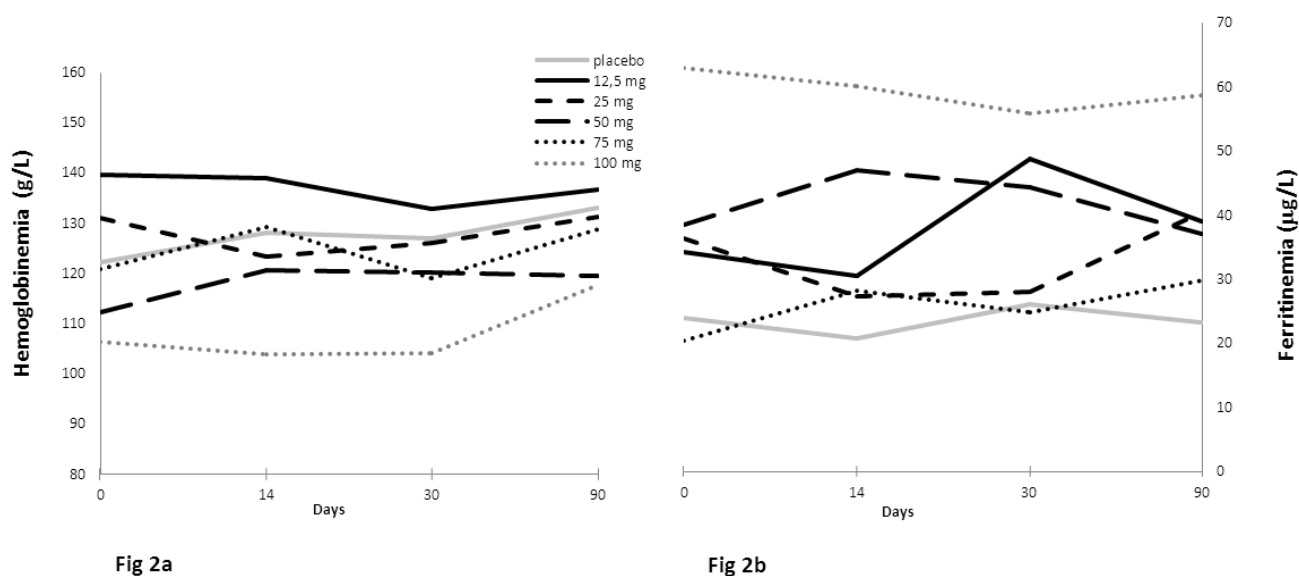 160
150
140
130
120
110
100
90
80
Hemoglobinemia (g/L)
0 14 30 90
Days
placebo
12,5 mg
25 mg
50 mg
75 mg
100 mg
70
60
50
40
30
20
10
0
Ferritinemia (µg/L)
0 14 30 90
Days
Fig 2a
Fig 2b